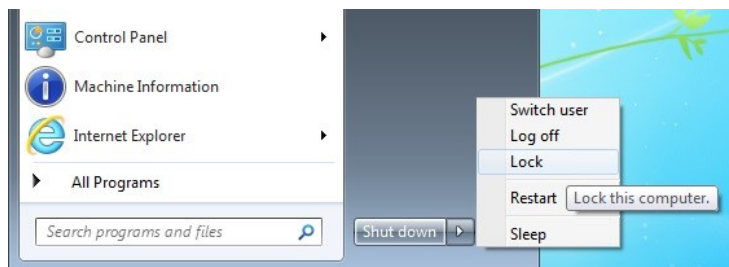 Control Panel
Machine Information
Internet Explorer
All Programs
Search programs and files
Shut down
Switch user
Log off
Lock
Restart
Lock this computer.
Sleep